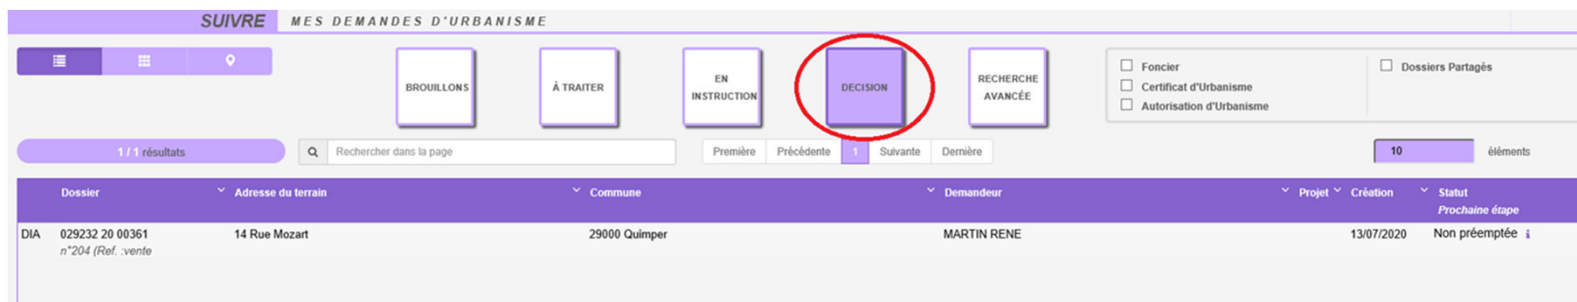 SUIVRE MES DEMANDES D'URBANISME
BROUILLONS
À TRAITER
EN
INSTRUCTION
DECISION
RECHERCHE
AVANCÉE
Foncier
Certificat d'Urbanisme
Autorisation d'Urbanisme
Dossiers Partagés
1 / 1 résultats
Rechercher dans la page
Première Précédente 1 Suivante Dernière
10 éléments
Dossier Adresse du terrain Commune Demandeur Projet Création Statut
Prochaine étape
DIA 029232 20 00361 14 Rue Mozart 29000 Quimper MARTIN RENE 13/07/2020 Non préemptée i
n°204 (Ref. :vente